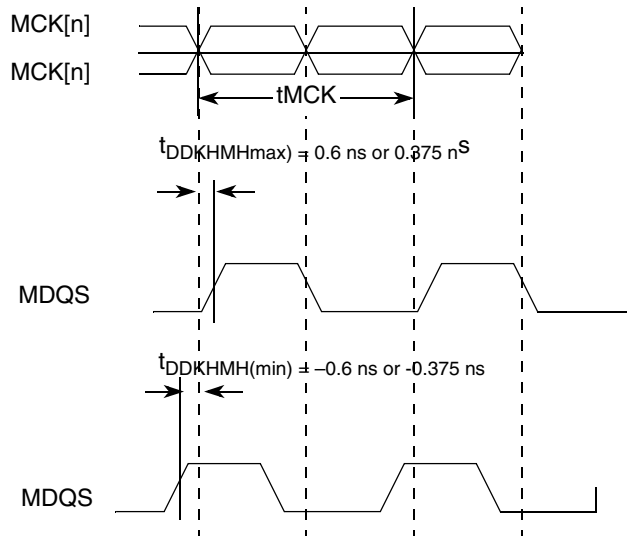 MCK[n]
MCK[n]
tMCK
tDDKHMHmax) = 0.6 ns or 0.375 ns
MDQS
tDDKHMH(min) = –0.6 ns or -0.375 ns
MDQS